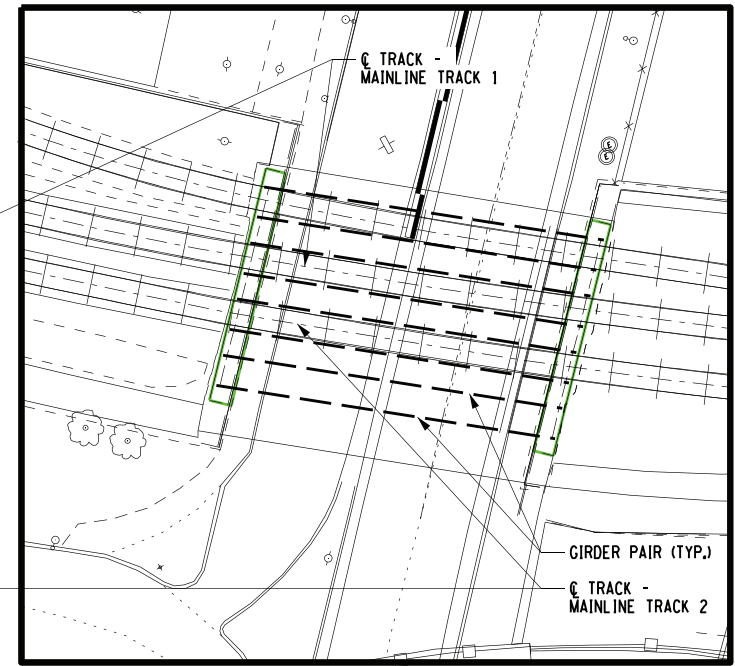 ℄ TRACK -
MAINLINE TRACK 1
E
E
GIRDER PAIR (TYP.)
℄ TRACK -
MAINLINE TRACK 2